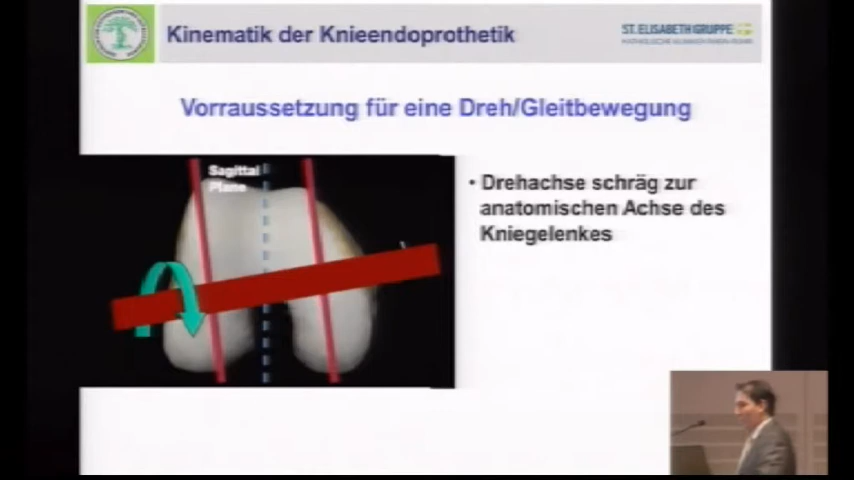 Kinematik der Knieendoprothetik
ST. ELISABETH GRUPPE
Vorraussetzung für eine Dreh/Gleitbewegung
Sagittal
Plane
• Drehachse schräg zur
anatomischen Achse des
Kniegelenkes